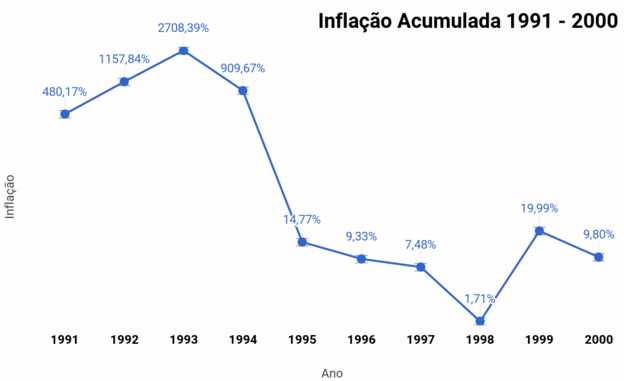 Inflação Acumulada 1991 - 2000
2708,39%
1157,84%
909,67%
480,17%
14,77%
19,99%
9,33%
9,80%
7,48%
1,71%
Inflação
1991 1992 1993 1994 1995 1996 1997 1998 1999 2000
Ano